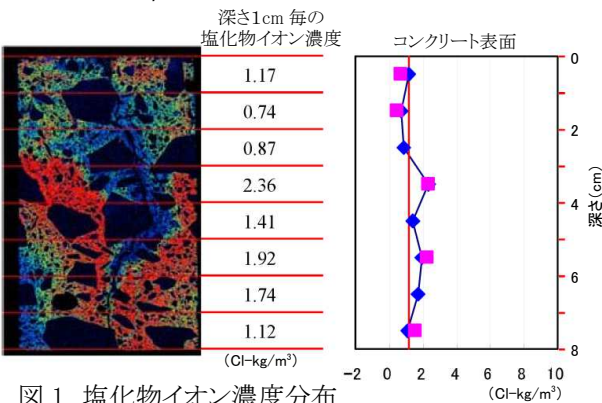 深さ1cm 毎の
塩化物イオン濃度
1.17
0.74
0.87
2.36
1.41
1.92
1.74
1.12
(Cl-kg/m³)
コンクリート表面
0
2
4
6
8
深さ(cm)
-2 0 2 4 6 8 10
(Cl-kg/m³)
図1 塩化物イオン濃度分布